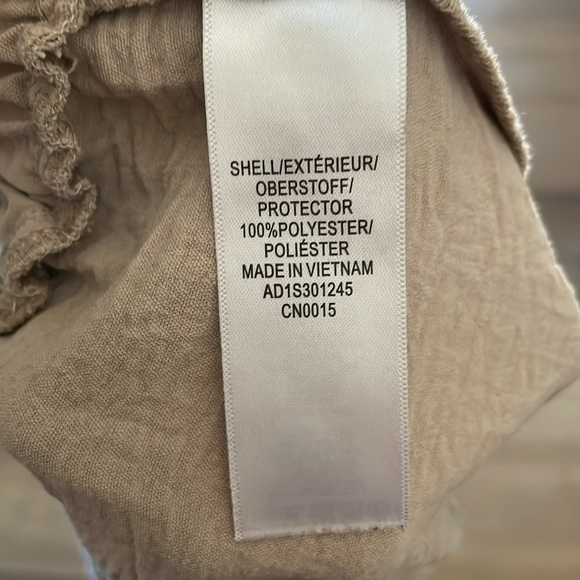 SHELL/EXTÉRIEUR/
OBERSTOFF/
PROTECTOR
100%POLYESTER/
POLIÉSTER
MADE IN VIETNAM
AD1S301245
CN0015